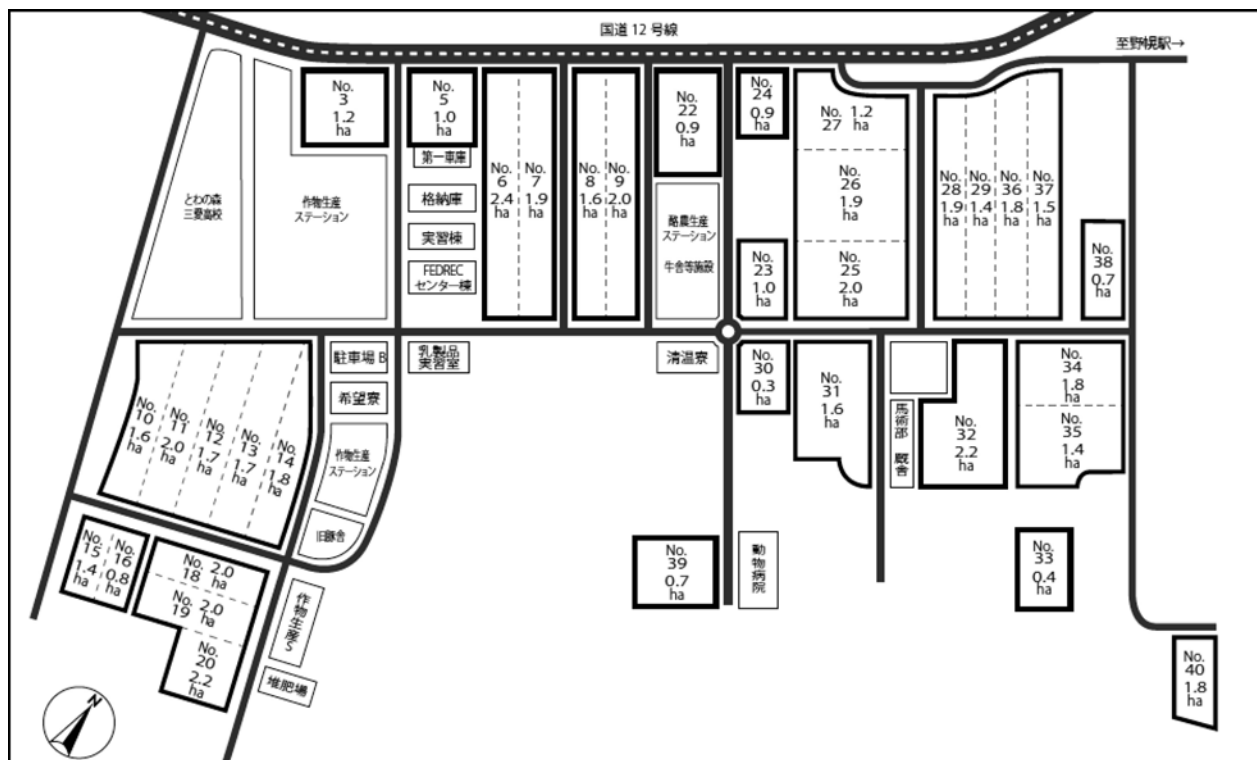 国道 12 号線
至野幌駅→
No.
3
1.2
ha
No.
5
1.0
ha
第一車庫
格納庫
実習棟
FEDREC
センター棟
とわの森
三愛高校
作物生産
ステーション
No.
6
2.4
ha
No.
7
1.9
ha
No.
8
1.6
ha
No.
9
2.0
ha
No.
22
0.9
ha
酪農生産
ステーション
牛舎等施設
No.
24
0.9
ha
No.
23
1.0
ha
No. 1.2
27 ha
No.
26
1.9
ha
No.
25
2.0
ha
No.
28
1.9
ha
No.
29
1.4
ha
No.
36
1.8
ha
No.
37
1.5
ha
No.
38
0.7
ha
No.
10
1.6
ha
No.
11
2.0
ha
No.
12
1.7
ha
No.
13
1.7
ha
No.
14
1.8
ha
駐車場 B
希望寮
作物生産
ステーション
旧豚舎
乳製品
実習室
清温寮
No.
30
0.3
ha
No.
31
1.6
ha
馬術部 厩舎
No.
32
2.2
ha
No.
34
1.8
ha
No.
35
1.4
ha
No.
15
1.4
ha
No.
16
0.8
ha
No. 2.0
18 ha
No. 2.0
19 ha
No.
20
2.2
ha
作物生産S
堆肥場
No.
39
0.7
ha
動物病院
No.
33
0.4
ha
No.
40
1.8
ha
N